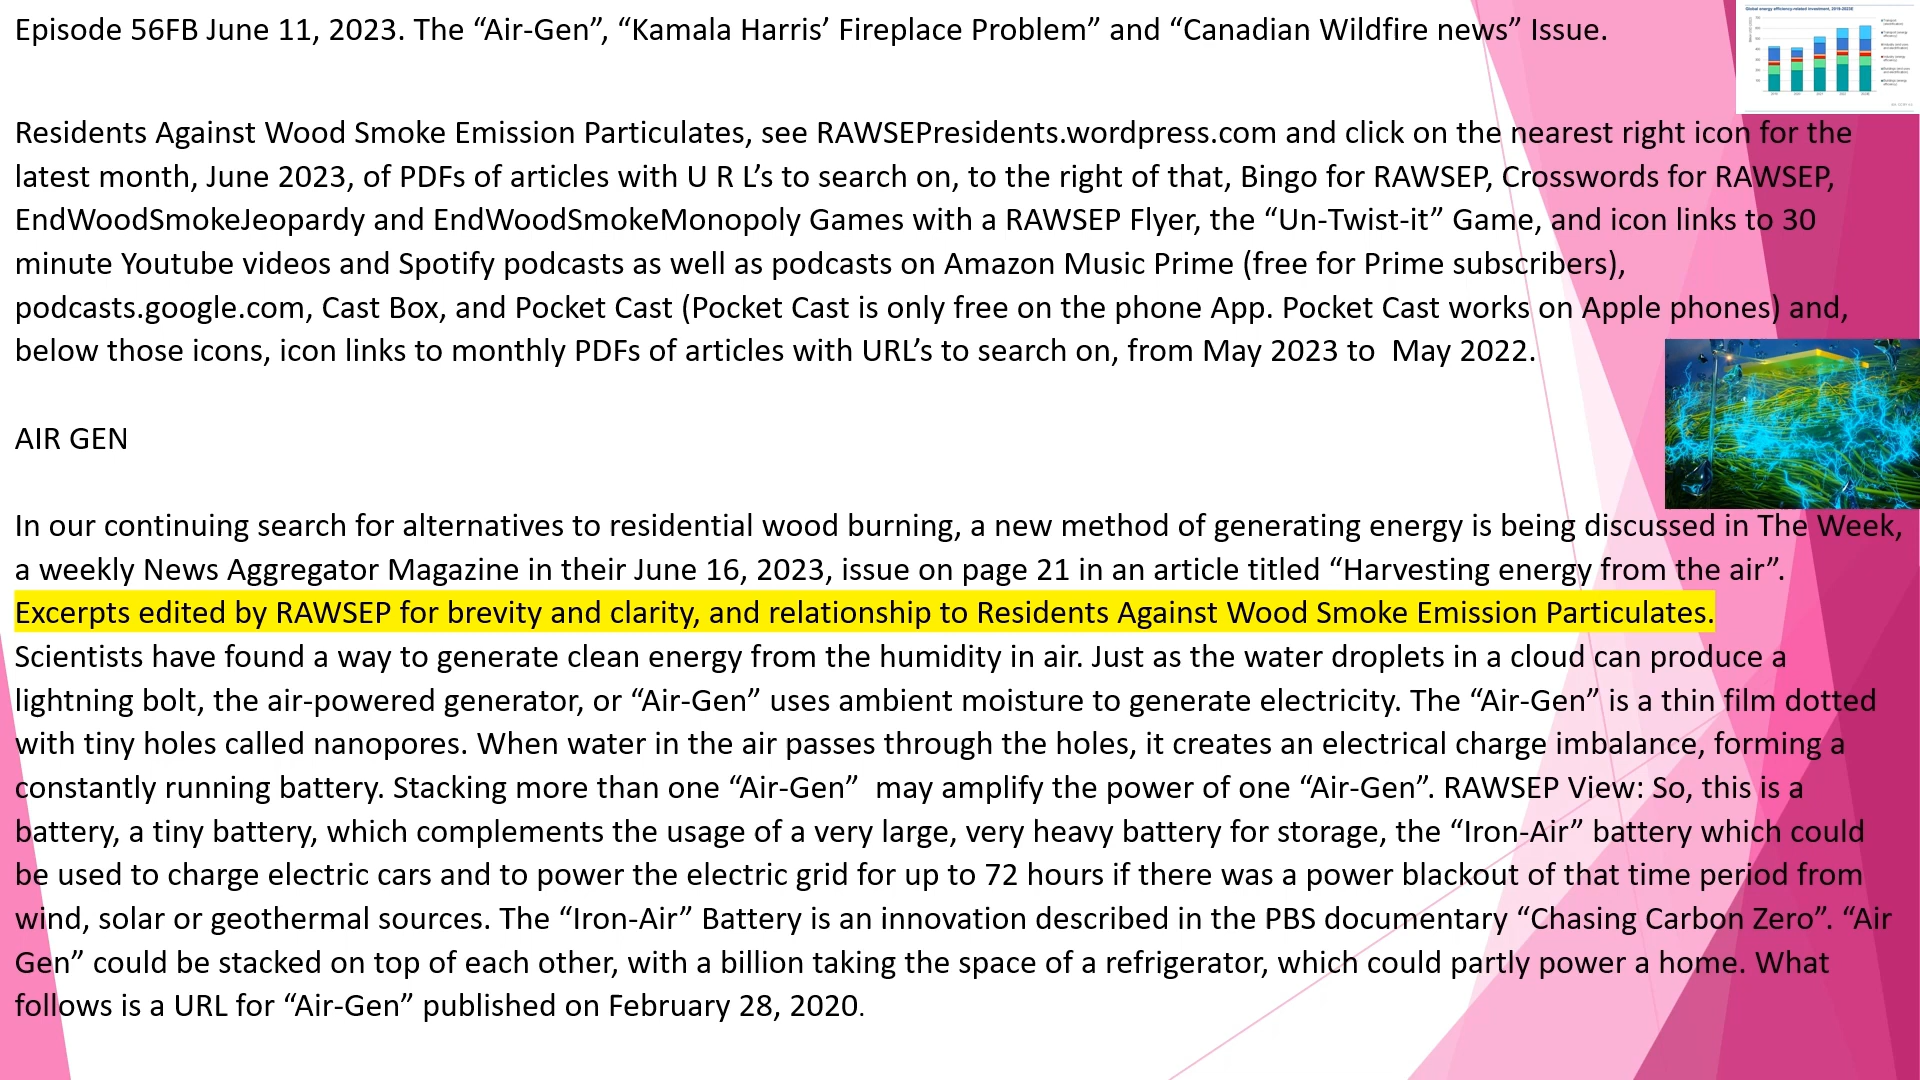 Episode 56FB June 11, 2023. The “Air-Gen”, “Kamala Harris’ Fireplace Problem” and “Canadian Wildfire news” Issue.
Global energy efficiency-related investment, 2019-2023E
Residents Against Wood Smoke Emission Particulates, see RAWSEPresidents.wordpress.com and click on the nearest right icon for the
latest month, June 2023, of PDFs of articles with U R L’s to search on, to the right of that, Bingo for RAWSEP, Crosswords for RAWSEP,
EndWoodSmokeJeopardy and EndWoodSmokeMonopoly Games with a RAWSEP Flyer, the “Un-Twist-it” Game, and icon links to 30
minute Youtube videos and Spotify podcasts as well as podcasts on Amazon Music Prime (free for Prime subscribers),
podcasts.google.com, Cast Box, and Pocket Cast (Pocket Cast is only free on the phone App. Pocket Cast works on Apple phones) and,
below those icons, icon links to monthly PDFs of articles with URL’s to search on, from May 2023 to  May 2022.
AIR GEN
In our continuing search for alternatives to residential wood burning, a new method of generating energy is being discussed in The Week,
a weekly News Aggregator Magazine in their June 16, 2023, issue on page 21 in an article titled “Harvesting energy from the air”.
Excerpts edited by RAWSEP for brevity and clarity, and relationship to Residents Against Wood Smoke Emission Particulates.
Scientists have found a way to generate clean energy from the humidity in air. Just as the water droplets in a cloud can produce a
lightning bolt, the air-powered generator, or “Air-Gen” uses ambient moisture to generate electricity. The “Air-Gen” is a thin film dotted
with tiny holes called nanopores. When water in the air passes through the holes, it creates an electrical charge imbalance, forming a
constantly running battery. Stacking more than one “Air-Gen”  may amplify the power of one “Air-Gen”. RAWSEP View: So, this is a
battery, a tiny battery, which complements the usage of a very large, very heavy battery for storage, the “Iron-Air” battery which could
be used to charge electric cars and to power the electric grid for up to 72 hours if there was a power blackout of that time period from
wind, solar or geothermal sources. The “Iron-Air” Battery is an innovation described in the PBS documentary “Chasing Carbon Zero”. “Air
Gen” could be stacked on top of each other, with a billion taking the space of a refrigerator, which could partly power a home. What
follows is a URL for “Air-Gen” published on February 28, 2020.